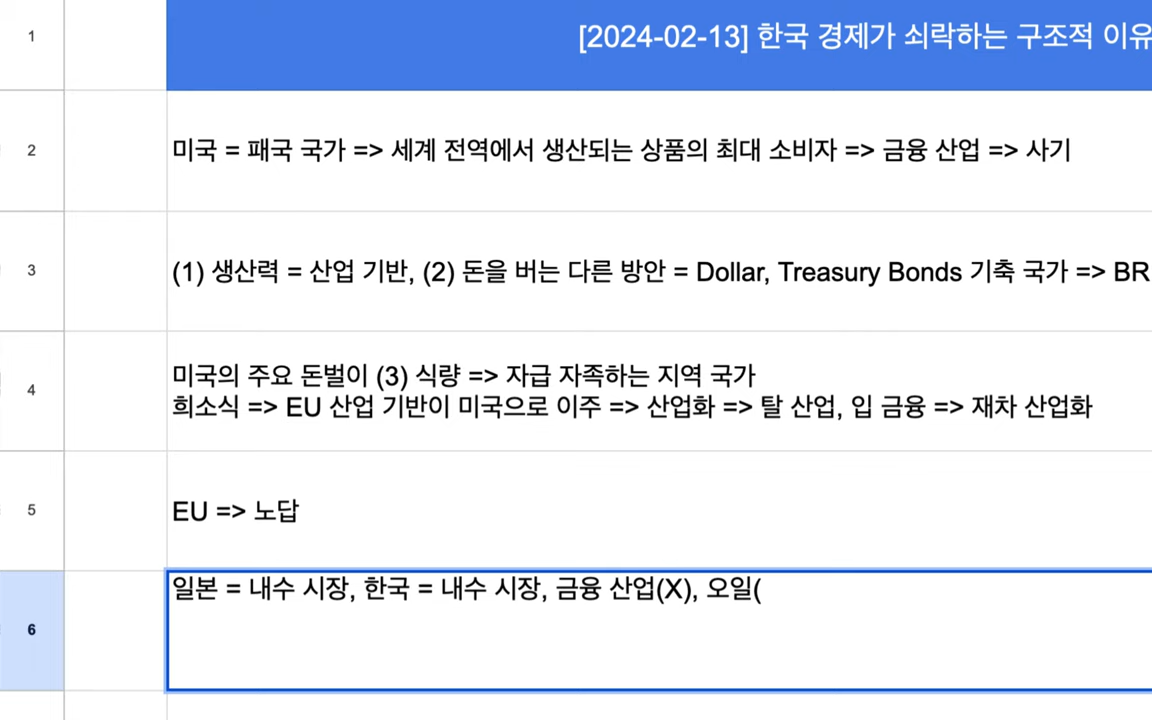 1
[2024-02-13] 한국 경제가 쇠락하는 구조적 이유
2
미국 = 패국 국가 => 세계 전역에서 생산되는 상품의 최대 소비자 => 금융 산업 => 사기
3
(1) 생산력 = 산업 기반, (2) 돈을 버는 다른 방안 = Dollar, Treasury Bonds 기축 국가 => BR
4
미국의 주요 돈벌이 (3) 식량 => 자급 자족하는 지역 국가
희소식 => EU 산업 기반이 미국으로 이주 => 산업화 => 탈 산업, 입 금융 => 재차 산업화
5
EU => 노답
6
일본 = 내수 시장, 한국 = 내수 시장, 금융 산업(X), 오일(